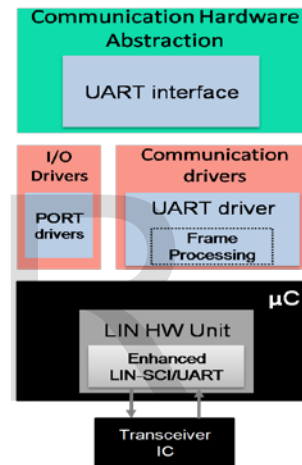 Communication Hardware
Abstraction
UART interface
I/O
Drivers
PORT
drivers
Communication
drivers
UART driver
Frame
Processing
µC
LIN HW Unit
Enhanced
LIN-SCI/UART
Transceiver
IC